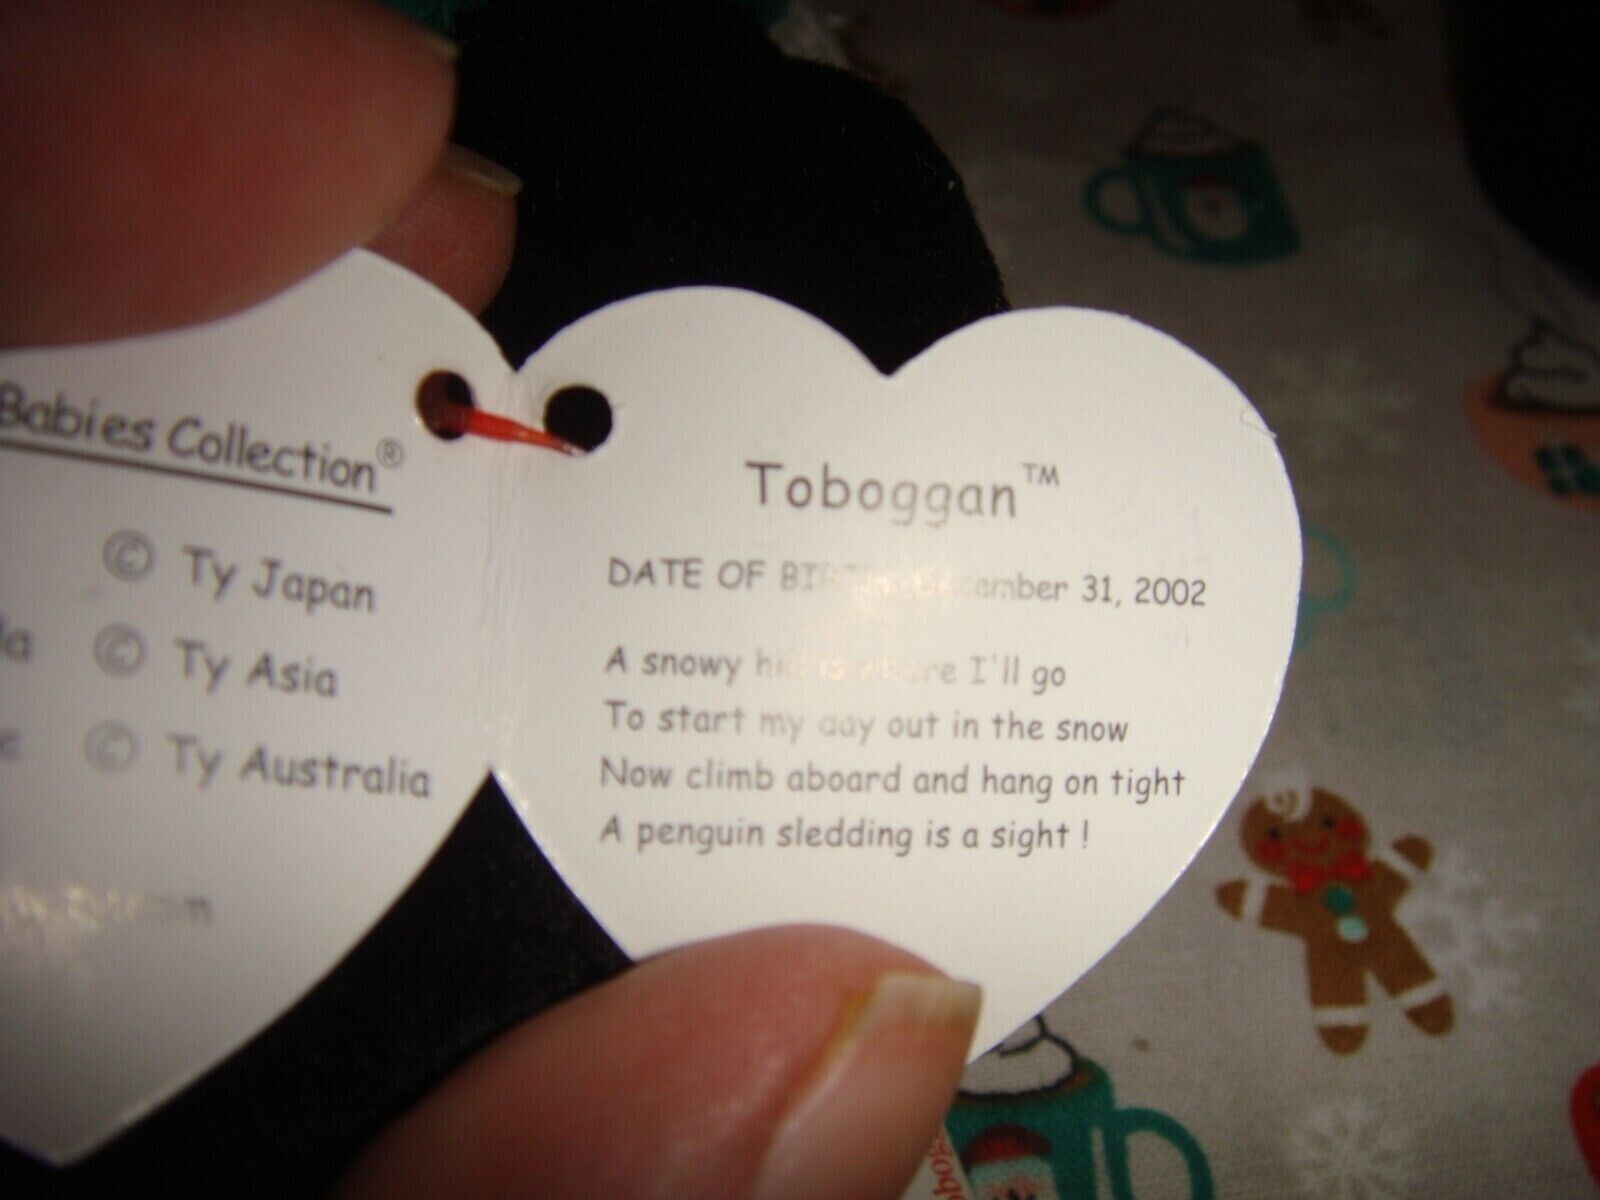 Babies Collection®
© Ty Japan
© Ty Asia
© Ty Australia
Toboggan™
DATE OF BIRTH: December 31, 2002
A snowy hill is where I'll go
To start my day out in the snow
Now climb aboard and hang on tight
A penguin sledding is a sight !